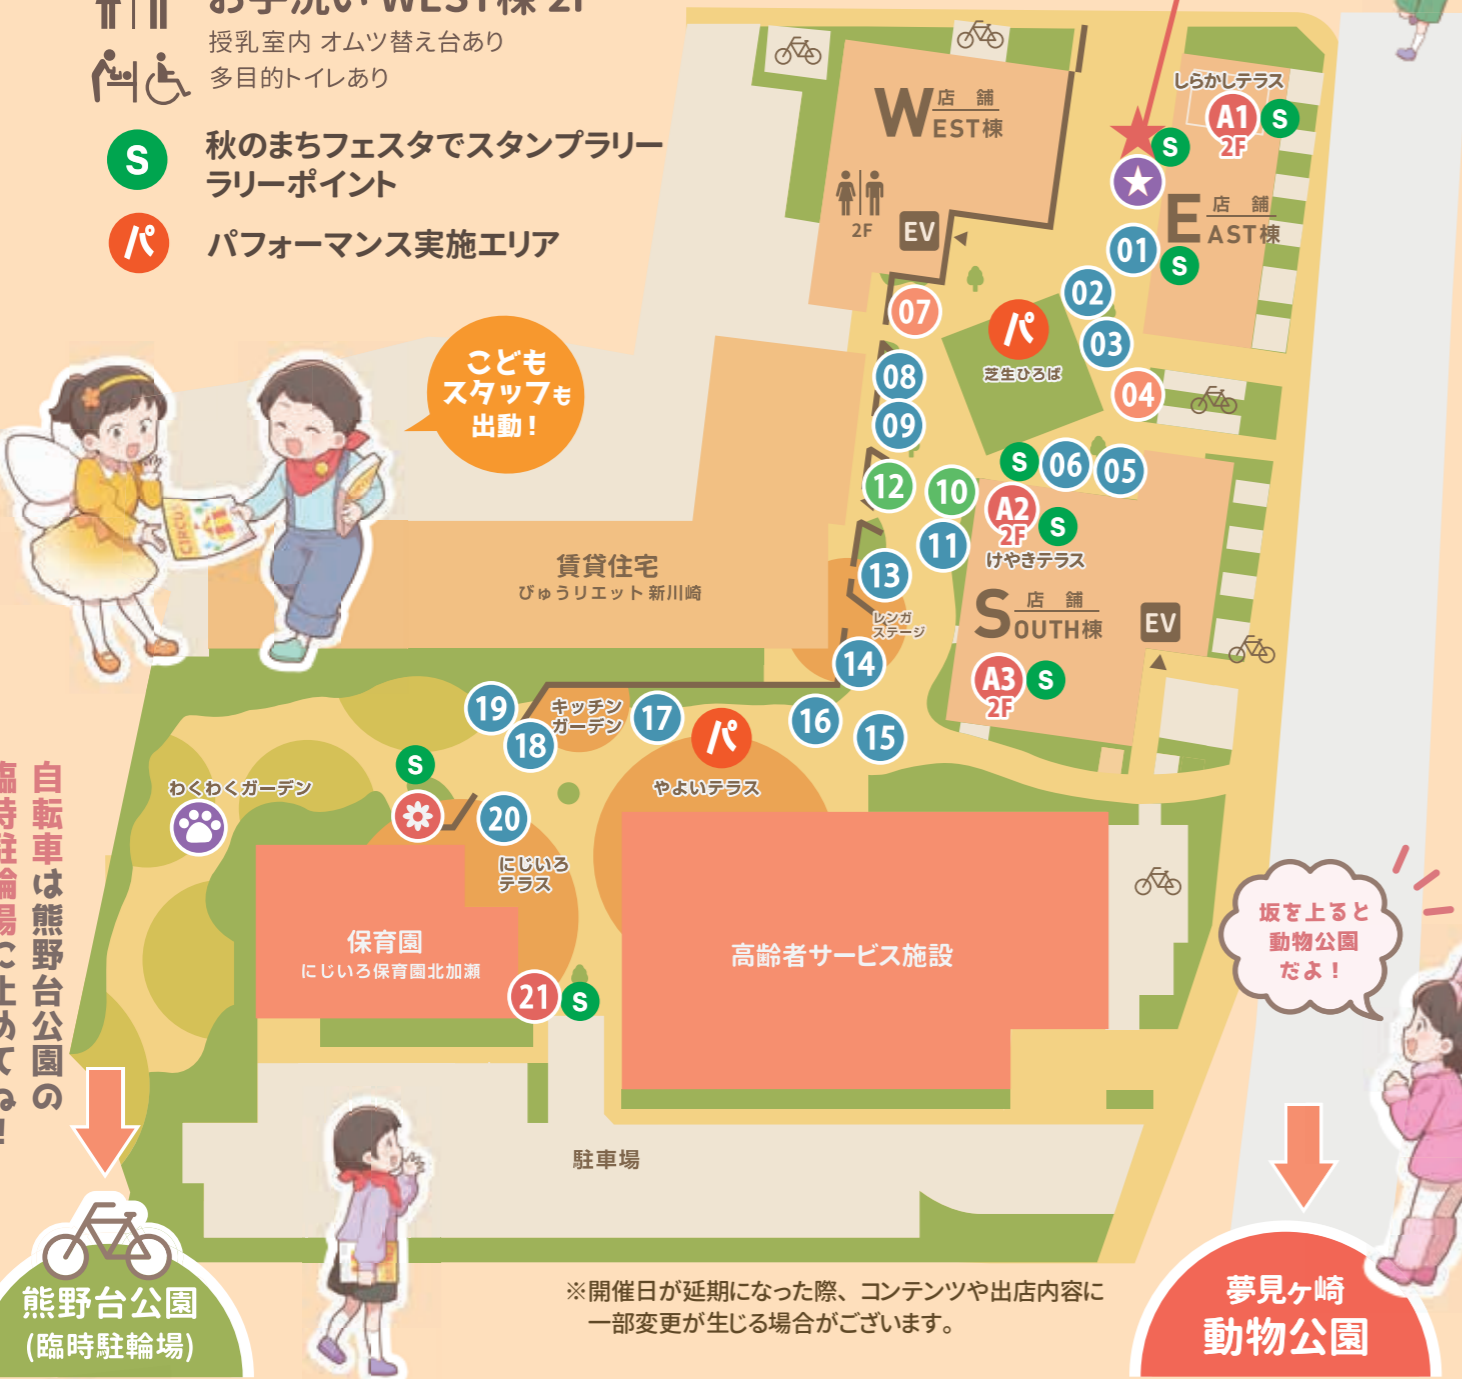 お手洗い WEST棟 2F
授乳室内 オムツ替え台あり
多目的トイレあり
S
秋のまちフェスタでスタンプラリー
ラリーポイント
パ
パフォーマンス実施エリア
こども
スタッフも
出動！
CIRCUS
店 舗
WEST棟
2F
EV
しらかしテラス
A1
2F
S
S
店 舗
EAST棟
01
S
02
03
04
07
パ
芝生ひろば
08
09
S
06
05
12
10
A2
2F
S
けやきテラス
11
13
レンガ
ステージ
店 舗
SOUTH棟
EV
14
A3
2F
S
賃貸住宅
びゅうリエット 新川崎
19
キッチン
ガーデン
17
パ
16
15
18
やよいテラス
S
わくわくガーデン
20
にじいろ
テラス
保育園
にじいろ保育園北加瀬
21
S
高齢者サービス施設
駐車場
自転車は熊野台公園の
臨時駐輪場に止めてね！
坂を上ると
動物公園
だよ！
熊野台公園
(臨時駐輪場)
夢見ヶ崎
動物公園
※開催日が延期になった際、コンテンツや出店内容に
一部変更が生じる場合がございます。